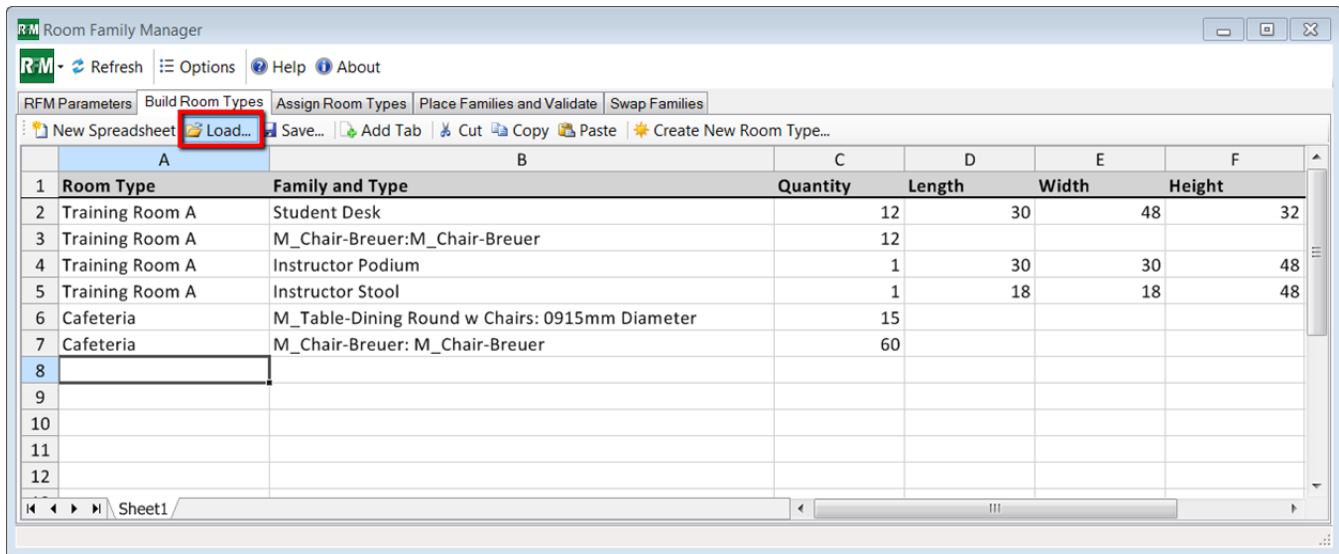 RFM Room Family Manager
RFM Refresh Options Help About
RFM Parameters Build Room Types Assign Room Types Place Families and Validate Swap Families
New Spreadsheet Load... Save... Add Tab Cut Copy Paste Create New Room Type...
A B C D E F
1 Room Type Family and Type Quantity Length Width Height
2 Training Room A Student Desk 12 30 48 32
3 Training Room A M_Chair-Breuer:M_Chair-Breuer 12
4 Training Room A Instructor Podium 1 30 30 48
5 Training Room A Instructor Stool 1 18 18 48
6 Cafeteria M_Table-Dining Round w Chairs: 0915mm Diameter 15
7 Cafeteria M_Chair-Breuer: M_Chair-Breuer 60
8
9
10
11
12
Sheet1